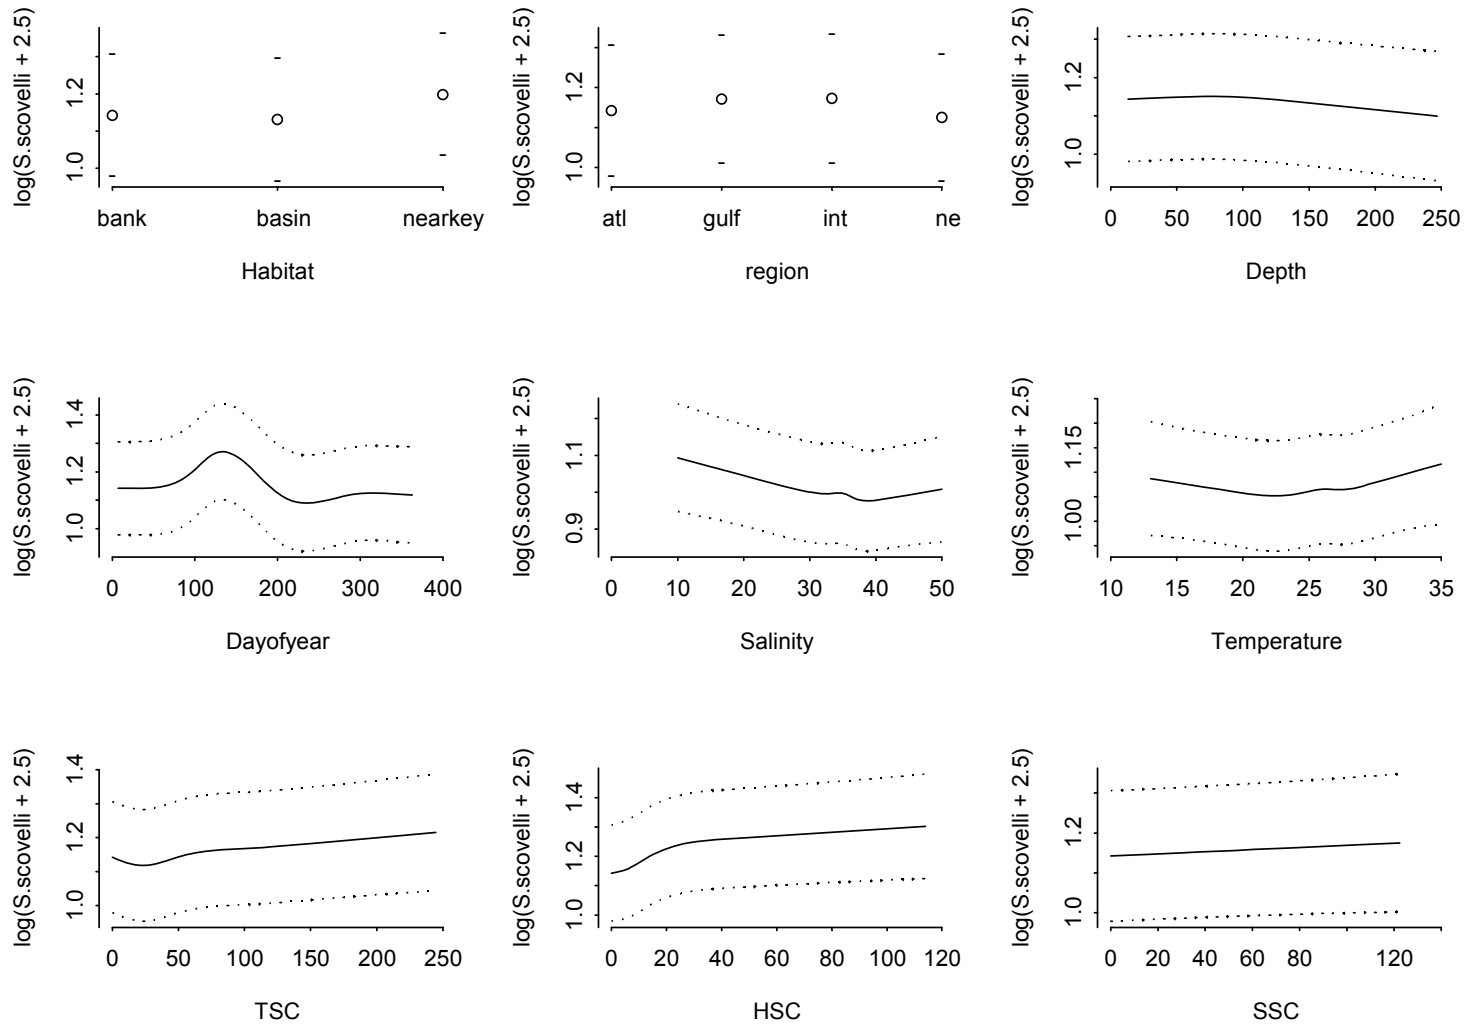 log(S.scovelli + 2.5)
1.0 1.2
bank basin nearkey
Habitat
log(S.scovelli + 2.5)
1.0 1.2
atl gulf int ne
region
log(S.scovelli + 2.5)
1.0 1.2
0 50 100 150 200 250
Depth
log(S.scovelli + 2.5)
1.0 1.2 1.4
0 100 200 300 400
Dayofyear
log(S.scovelli + 2.5)
0.9 1.1
0 10 20 30 40 50
Salinity
log(S.scovelli + 2.5)
1.00 1.15
10 15 20 25 30 35
Temperature
log(S.scovelli + 2.5)
1.0 1.2 1.4
0 50 100 150 200 250
TSC
log(S.scovelli + 2.5)
1.0 1.2 1.4
0 20 40 60 80 100 120
HSC
log(S.scovelli + 2.5)
1.0 1.2
0 20 40 60 80 120
SSC